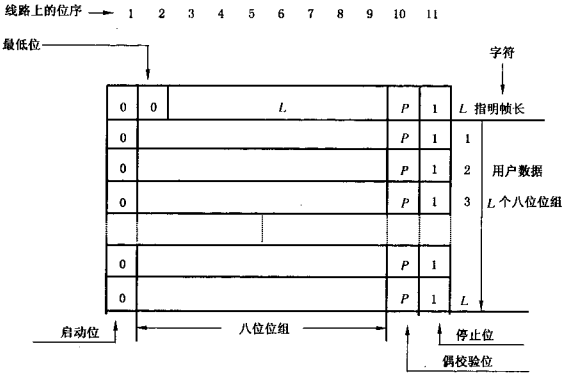 线路上的位序 1 2 3 4 5 6 7 8 9 10 11
最低位
字符
0 0 L P 1 L 指明帧长
0 P 1 1
0 P 1 2 用户数据
0 P 1 3 L 个八位位组
0 P 1
0 P 1 L
启动位 八位位组 停止位
偶校验位